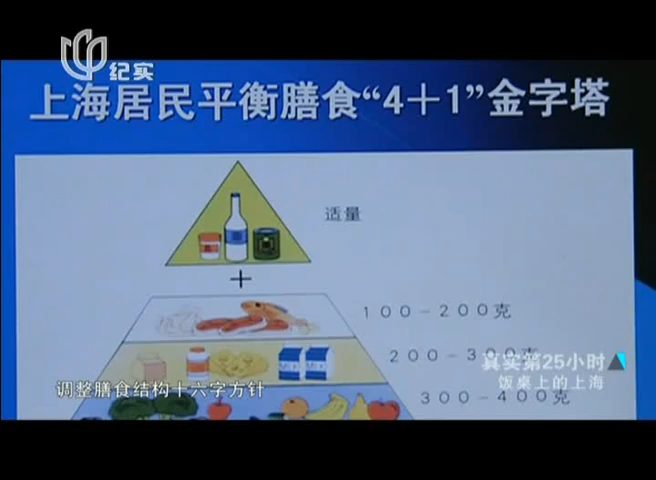 纪实
上海居民平衡膳食“4＋1”金字塔
适量
＋
100－200克
200－300克
真实第25小时
饭桌上的上海
300－400克
调整膳食结构十六字方针